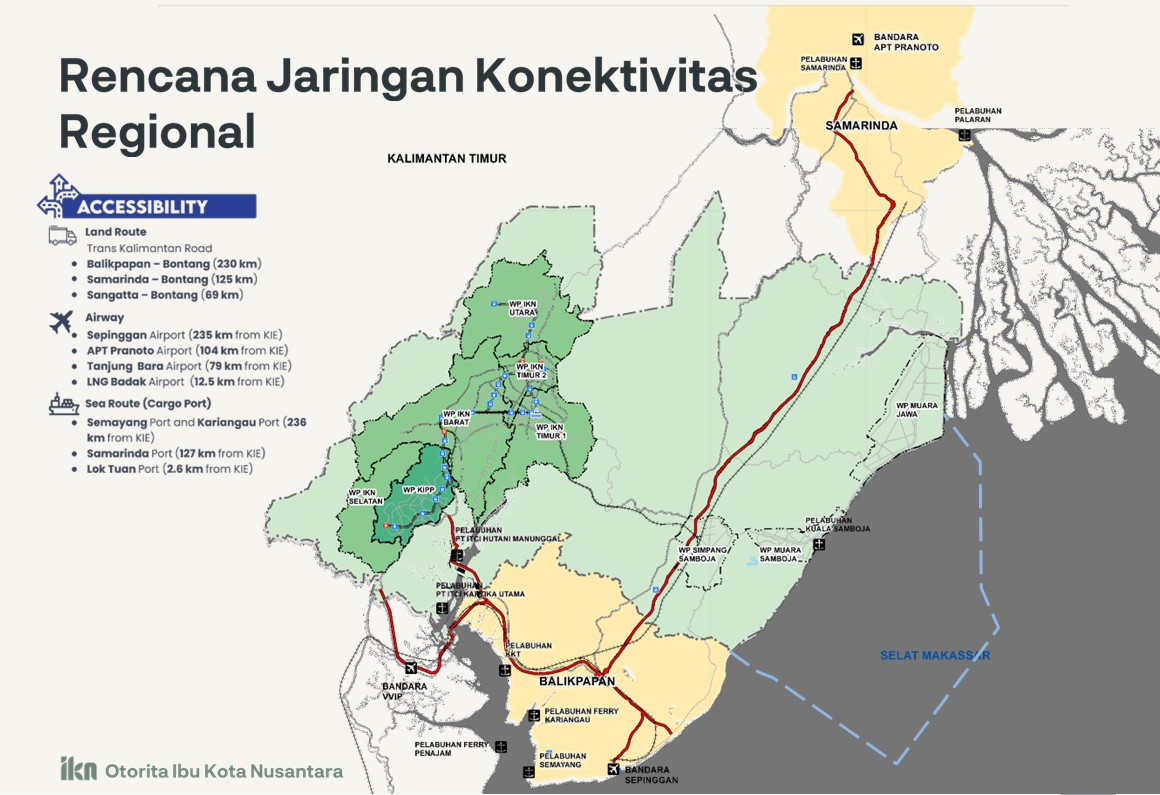 Rencana Jaringan Konektivitas
Regional
KALIMANTAN TIMUR
ACCESSIBILITY
Land Route
Trans Kalimantan Road
• Balikpapan – Bontang (230 km)
• Samarinda – Bontang (125 km)
• Sangatta – Bontang (69 km)
Airway
• Sepinggan Airport (235 km from KIE)
• APT Pranoto Airport (104 km from KIE)
• Tanjung Bara Airport (79 km from KIE)
• LNG Badak Airport (12.5 km from KIE)
Sea Route (Cargo Port)
• Semayang Port and Kariangau Port (236
km from KIE)
• Samarinda Port (127 km from KIE)
• Lok Tuan Port (2.6 km from KIE)
BANDARA
APT PRANOTO
PELABUHAN
SAMARINDA
PELABUHAN
PALARAN
SAMARINDA
WP IKN
UTARA
WP IKN
TIMUR 2
WP IKN
BARAT
WP IKN
TIMUR 1
WP MUARA
JAWA
WP KIPP
WP IKN
SELATAN
PELABUHAN
PT ITCI HUTANI MANUNGGAL
PELABUHAN
KUALA SAMBOJA
WP SIMPANG
SAMBOJA
WP MUARA
SAMBOJA
PELABUHAN
PT ITCI KARTIKA UTAMA
PELABUHAN
KKT
SELAT MAKASSAR
BALIKPAPAN
BANDARA
VVIP
PELABUHAN FERRY
KARIANGAU
PELABUHAN FERRY
PENAJAM
PELABUHAN
SEMAYANG
BANDARA
SEPINGGAN
ikn Otorita Ibu Kota Nusantara